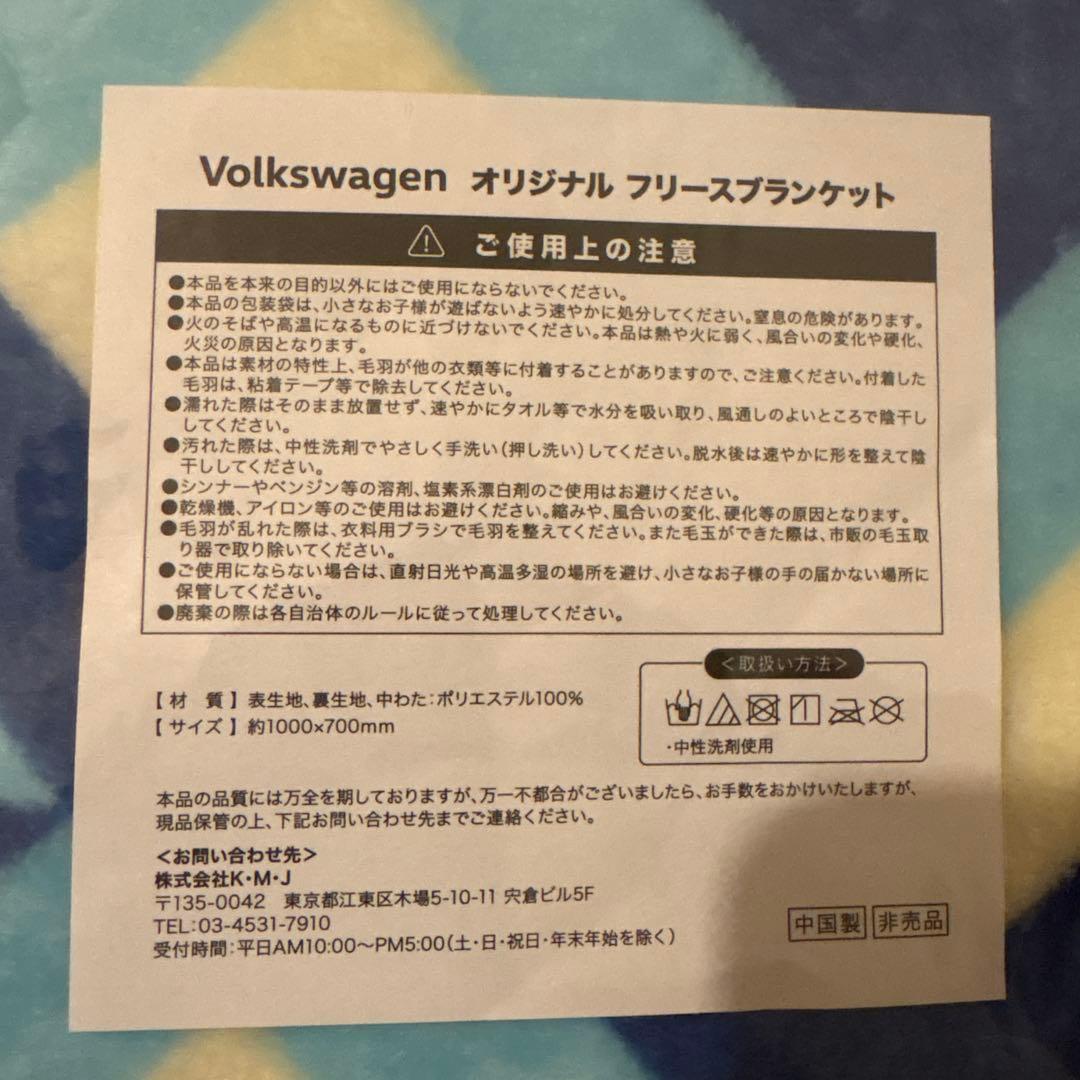 Volkswagen オリジナル フリースブランケット
ご使用上の注意
●本品を本来の目的以外にはご使用にならないでください。
●本品の包装袋は、小さなお子様が遊ばないよう速やかに処分してください。窒息の危険があります。
●火のそばや高温になるものに近づけないでください。本品は熱や火に弱く、風合いの変化や硬化、
火災の原因となります。
●本品は素材の特性上、毛羽が他の衣類等に付着することがありますので、ご注意ください。付着した
毛羽は、粘着テープ等で除去してください。
●濡れた際はそのまま放置せず、速やかにタオル等で水分を吸い取り、風通しのよいところで陰干し
してください。
●汚れた際は、中性洗剤でやさしく手洗い(押し洗い)してください。脱水後は速やかに形を整えて陰
干ししてください。
●シンナーやベンジン等の溶剤、塩素系漂白剤のご使用はお避けください。
●乾燥機、アイロン等のご使用はお避けください。縮みや、風合いの変化、硬化等の原因となります。
●毛羽が乱れた際は、衣料用ブラシで毛羽を整えてください。また毛玉ができた際は、市販の毛玉取
り器で取り除いてください。
●ご使用にならない場合は、直射日光や高温多湿の場所を避け、小さなお子様の手の届かない場所に
保管してください。
●廃棄の際は各自治体のルールに従って処理してください。
<取扱い方法>
【 材　質 】 表生地、裏生地、中わた:ポリエステル100%
【 サイズ 】 約1000×700mm
・中性洗剤使用
本品の品質には万全を期しておりますが、万一不都合がございましたら、お手数をおかけいたしますが、
現品保管の上、下記お問い合わせ先までご連絡ください。
<お問い合わせ先>
株式会社K・M・J
〒135-0042　東京都江東区木場5-10-11 宍倉ビル5F
TEL:03-4531-7910
受付時間:平日AM10:00～PM5:00(土・日・祝日・年末年始を除く)
中国製 非売品